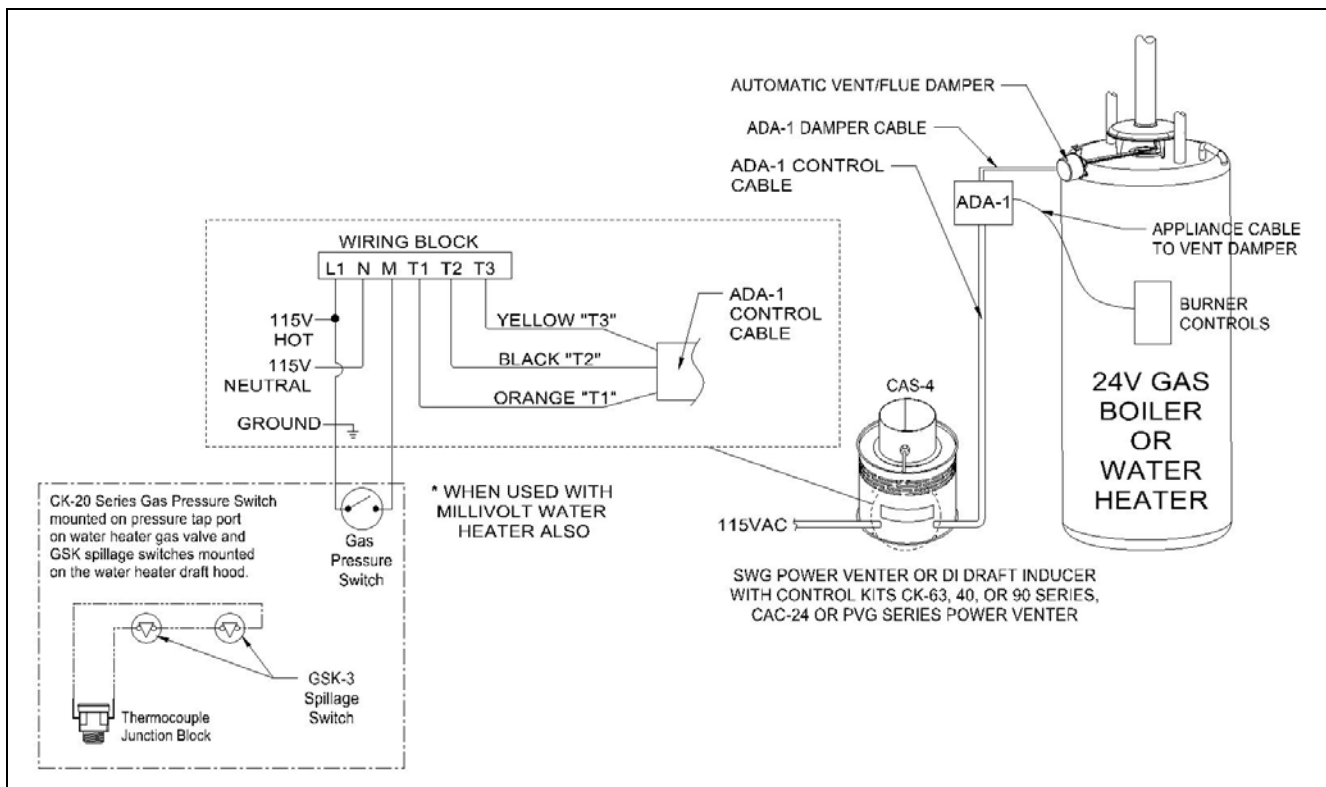 AUTOMATIC VENT/FLUE DAMPER
ADA-1 DAMPER CABLE
ADA-1 CONTROL
CABLE
ADA-1
APPLIANCE CABLE
TO VENT DAMPER
BURNER
CONTROLS
24V GAS
BOILER
OR
WATER
HEATER
WIRING BLOCK
L1 N M T1 T2 T3
115V
HOT
115V
NEUTRAL
GROUND
YELLOW "T3"
BLACK "T2"
ORANGE "T1"
ADA-1
CONTROL
CABLE
CAS-4
115VAC
SWG POWER VENTER OR DI DRAFT INDUCER
WITH CONTROL KITS CK-63, 40, OR 90 SERIES,
CAC-24 OR PVG SERIES POWER VENTER
* WHEN USED WITH
MILLIVOLT WATER
HEATER ALSO
CK-20 Series Gas Pressure Switch
mounted on pressure tap port
on water heater gas valve and
GSK spillage switches mounted
on the water heater draft hood.
Gas
Pressure
Switch
GSK-3
Spillage
Switch
Thermocouple
Junction Block